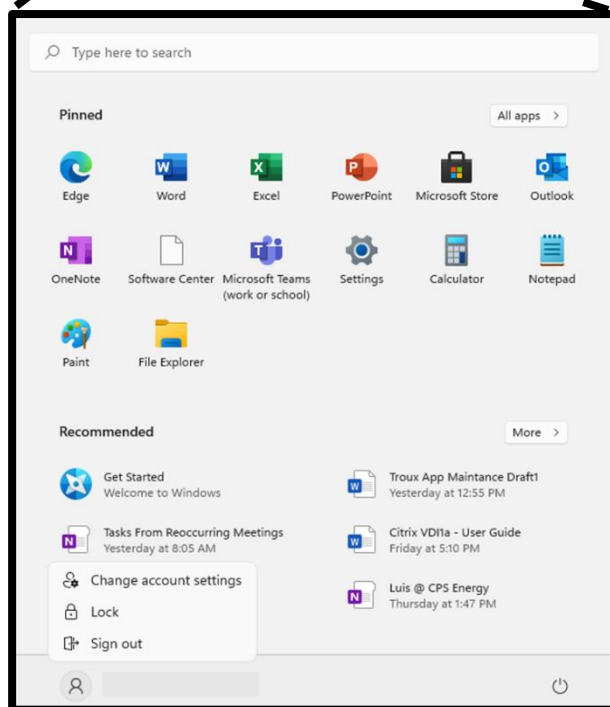 Type here to search
Pinned
All apps >
Edge
Word
Excel
PowerPoint
Microsoft Store
Outlook
OneNote
Software Center
Microsoft Teams
(work or school)
Settings
Calculator
Notepad
Paint
File Explorer
Recommended
More >
Get Started
Welcome to Windows
Troux App Maintance Draft1
Yesterday at 12:55 PM
Tasks From Reoccurring Meetings
Yesterday at 8:05 AM
Citrix VDI1a - User Guide
Friday at 5:10 PM
Luis @ CPS Energy
Thursday at 1:47 PM
Change account settings
Lock
Sign out